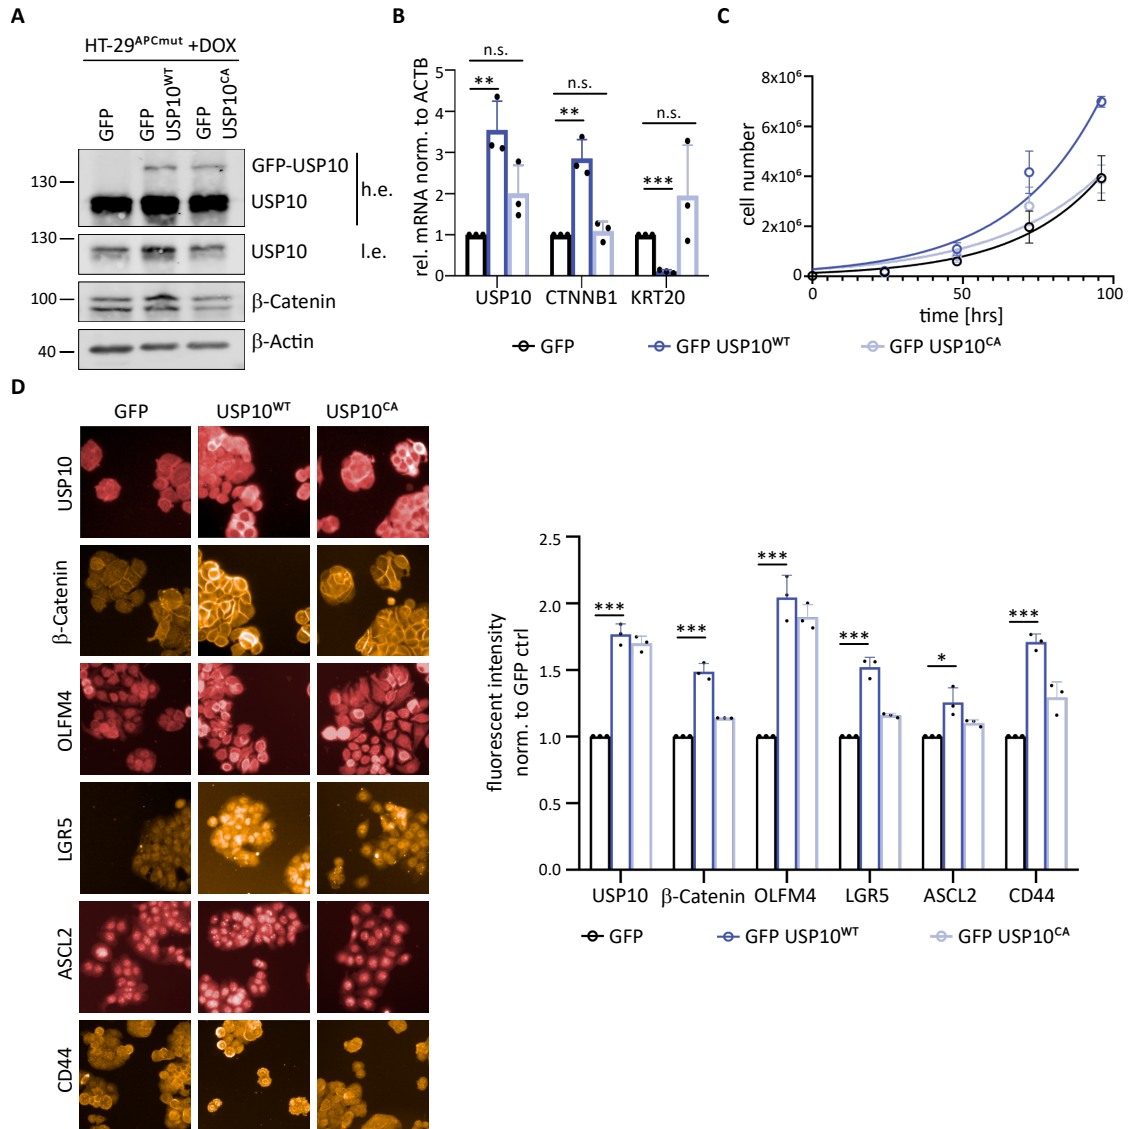 A
HT-29APCmut +DOX
GFP
GFP
USP10WT
GFP
USP10CA
130
GFP-USP10
USP10
h.e.
130
USP10
l.e.
100
β-Catenin
40
β-Actin
B
rel. mRNA norm. to ACTB
5
4
3
2
1
0
n.s.
**
n.s.
**
n.s.
***
USP10 CTNNB1 KRT20
C
cell number
8x10⁶
6x10⁶
4x10⁶
2x10⁶
0
0 50 100
time [hrs]
GFP GFP USP10WT GFP USP10CA
D
GFP USP10WT USP10CA
USP10
β-Catenin
OLFM4
LGR5
ASCL2
CD44
fluorescent intensity
norm. to GFP ctrl
2.5
2.0
1.5
1.0
0.5
0.0
***
***
***
***
*
***
USP10 β-Catenin OLFM4 LGR5 ASCL2 CD44
GFP GFP USP10WT GFP USP10CA